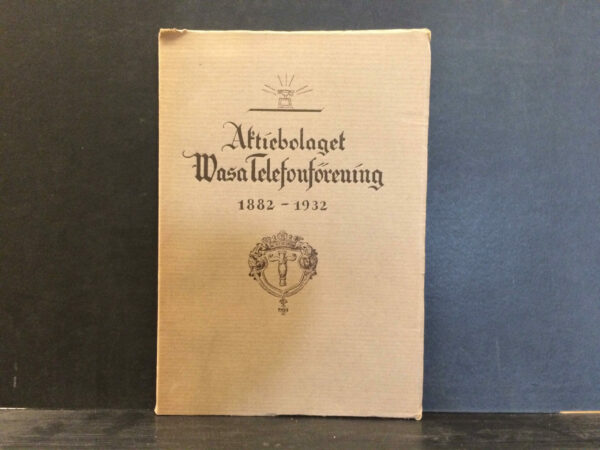 Aktiebolaget
Wasa Telefonförening
1882 - 1932